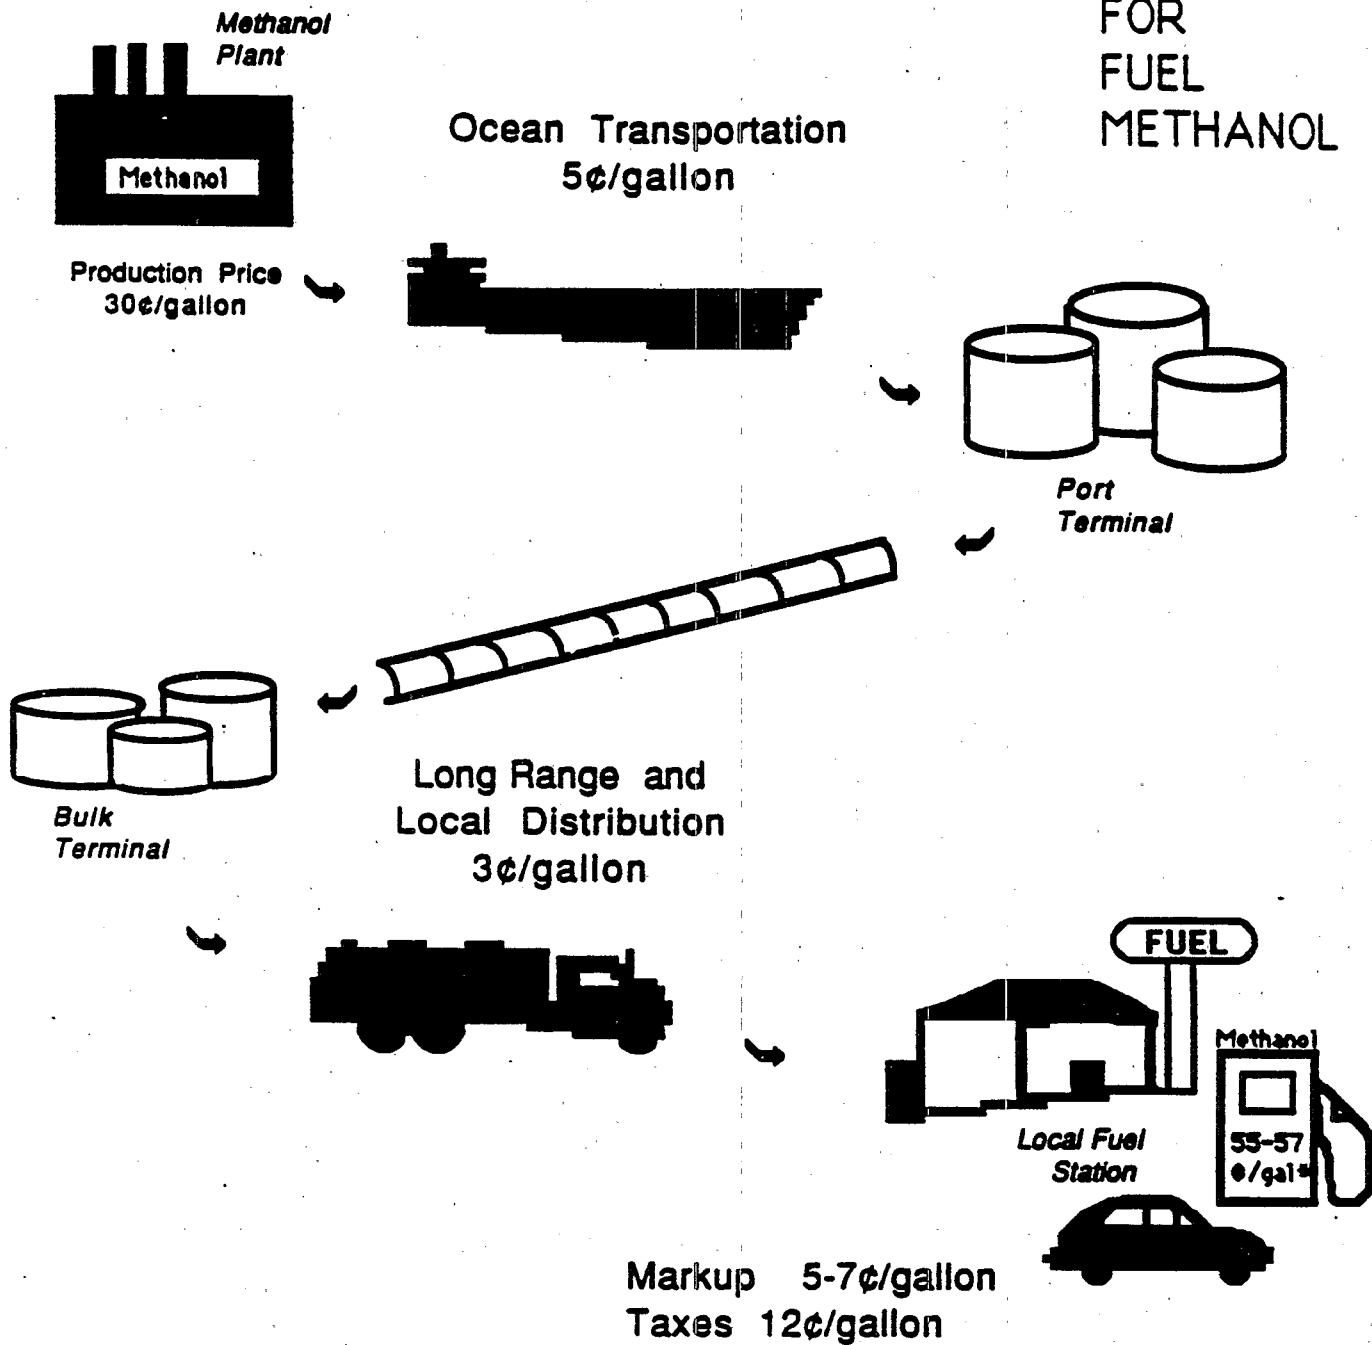 Methanol
Plant
FOR
FUEL
METHANOL
Ocean Transportation
5¢/gallon
Methanol
Production Price
30¢/gallon
Port
Terminal
Bulk
Terminal
Long Range and
Local Distribution
3¢/gallon
FUEL
Methanol
55-57
¢/gal*
Local Fuel
Station
Markup 5-7¢/gallon
Taxes 12¢/gallon